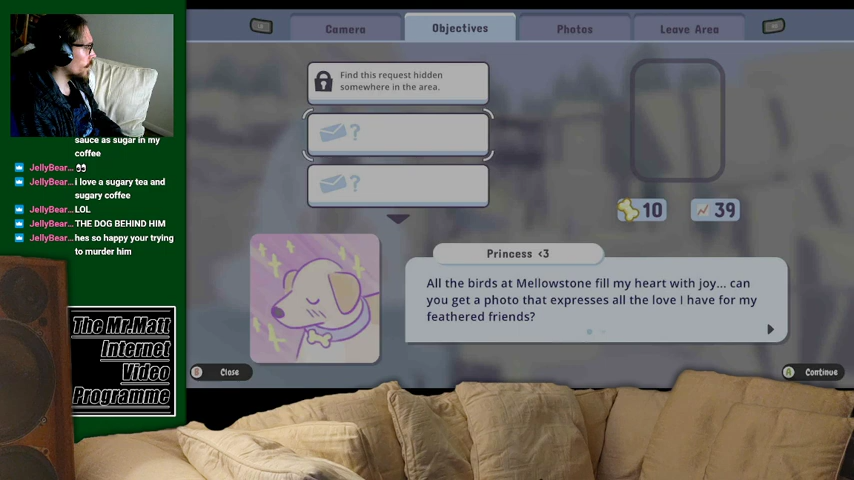 sauce as sugar in my
coffee
JellyBear...
i love a sugary tea and
sugary coffee
JellyBear... LOL
JellyBear... THE DOG BEHIND HIM
JellyBear... hes so happy your trying
to murder him
The Mr.Matt
Internet
Video
Programme
Camera
Objectives
Photos
Leave Area
Find this request hidden
somewhere in the area.
?
?
10
39
Princess <3
All the birds at Mellowstone fill my heart with joy... can
you get a photo that expresses all the love I have for my
feathered friends?
B Close
A Continue